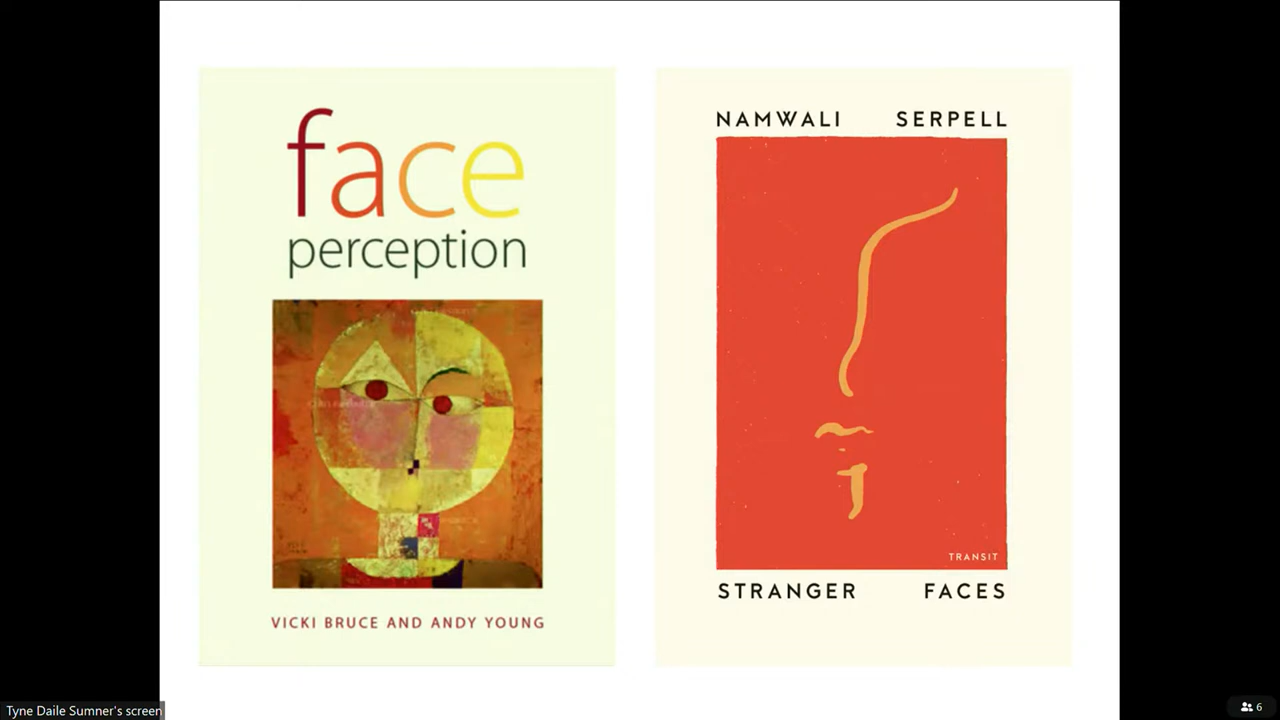 face
perception
VICKI BRUCE AND ANDY YOUNG
NAMWALI SERPELL
TRANSIT
STRANGER FACES
Tyne Daile Sumner's screen
6